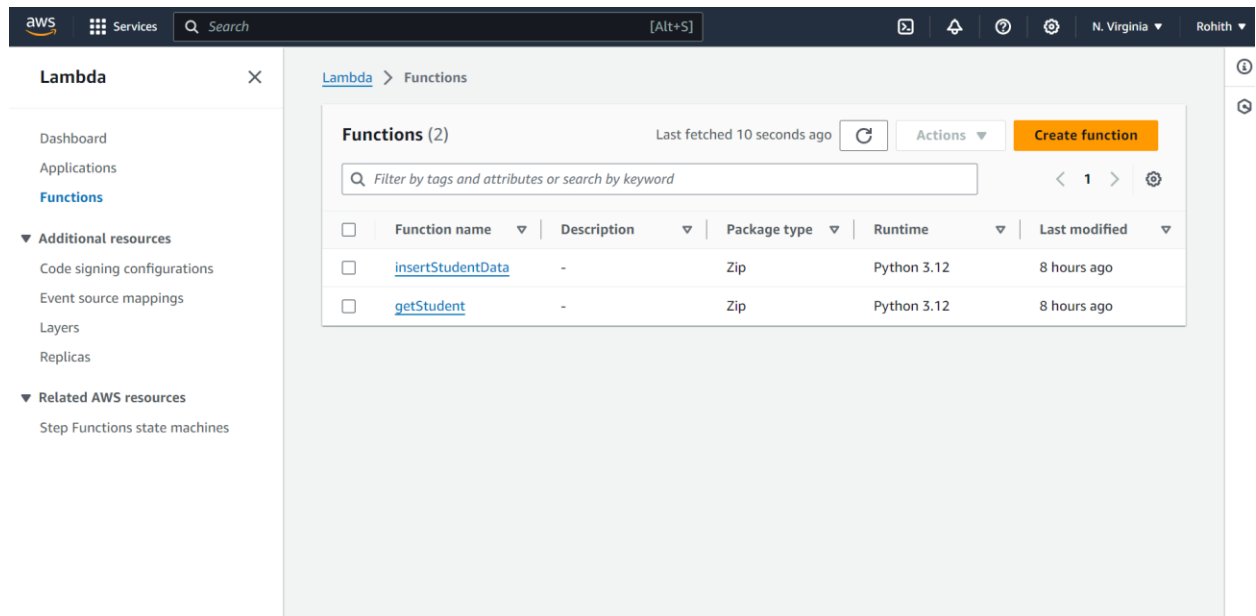 aws Services Search [Alt+S] N. Virginia Rohith
Lambda
Dashboard
Applications
Functions
Additional resources
Code signing configurations
Event source mappings
Layers
Replicas
Related AWS resources
Step Functions state machines
Lambda > Functions
Functions (2) Last fetched 10 seconds ago Actions Create function
Filter by tags and attributes or search by keyword 1
Function name Description Package type Runtime Last modified
insertStudentData - Zip Python 3.12 8 hours ago
getStudent - Zip Python 3.12 8 hours ago